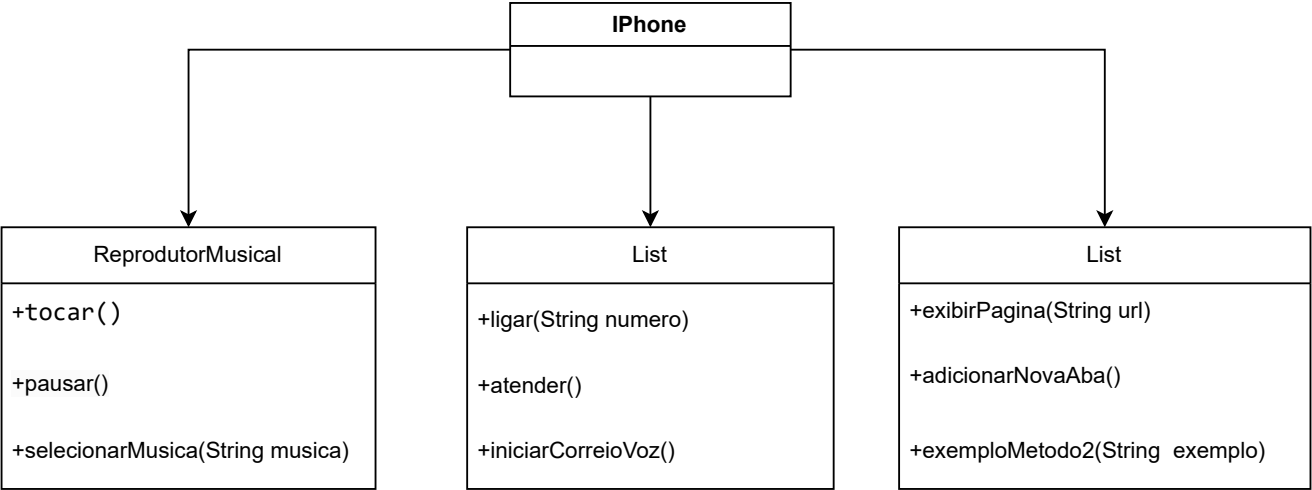 IPhone
ReprodutorMusical
+tocar()
+pausar()
+selecionarMusica(String musica)
List
+ligar(String numero)
+atender()
+iniciarCorreioVoz()
List
+exibirPagina(String url)
+adicionarNovaAba()
+exemploMetodo2(String  exemplo)